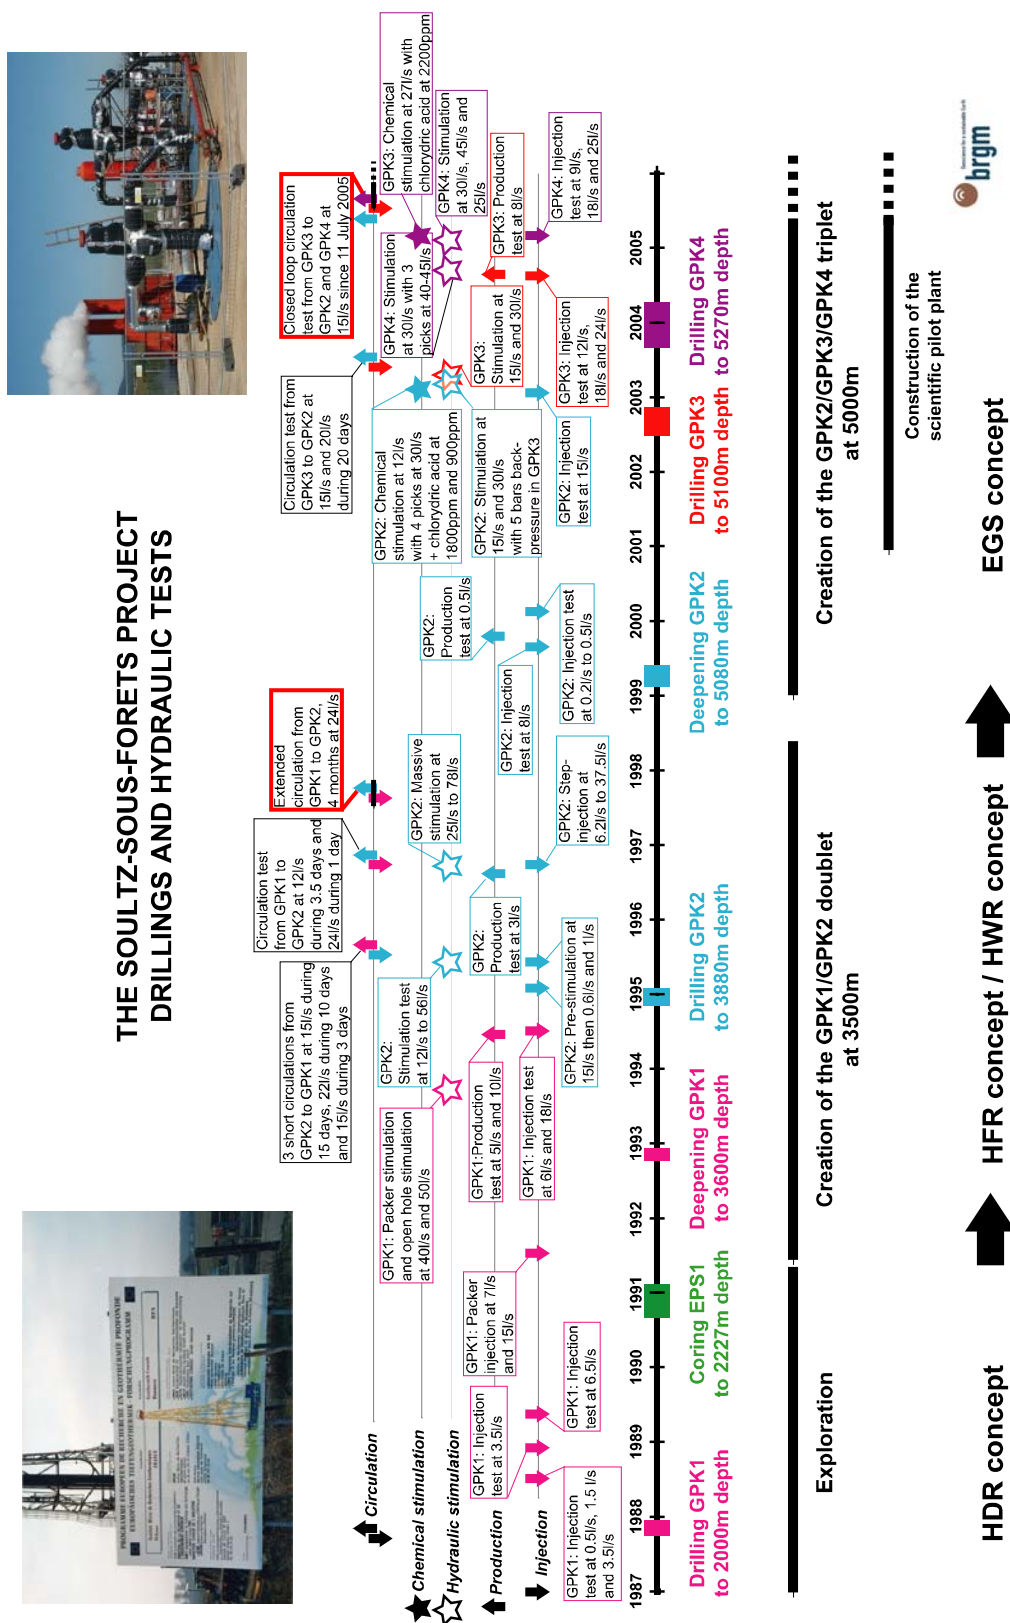 THE SOULTZ-SOUS-FORETS PROJECT
DRILLINGS AND HYDRAULIC TESTS
PROGRAMME EUROPEEN DE RECHERCHE EN GEOTHERMIE PROFONDE
Circulation
Chemical stimulation
Hydraulic stimulation
Production
Injection
3 short circulations from
GPK2 to GPK1 at 15l/s during
15 days, 22l/s during 10 days
and 15l/s during 3 days
Circulation test
from GPK1 to
GPK2 at 12l/s
during 3.5 days and
24l/s during 1 day
Extended
circulation from
GPK1 to GPK2,
4 months at 24l/s
Circulation test from
GPK3 to GPK2 at
15l/s and 20l/s
during 20 days
Closed loop circulation
test from GPK3 to
GPK2 and GPK4 at
15l/s since 11 July 2005
GPK1: Packer stimulation
and open hole stimulation
at 40l/s and 50l/s
GPK2:
Stimulation test
at 12l/s to 56l/s
GPK2: Massive
stimulation at
25l/s to 78l/s
GPK2: Chemical
stimulation at 12l/s
with 4 picks at 30l/s
+ chlorydric acid at
1800ppm and 900ppm
GPK4: Stimulation
at 30l/s with 3
picks at 40-45l/s
GPK3: Chemical
stimulation at 27l/s with
chlorydric acid at 2200ppm
GPK4: Stimulation
at 30l/s, 45l/s and
25l/s
GPK1: Injection
test at 3.5l/s
GPK1: Packer
injection at 7l/s
and 15l/s
GPK1:Production
test at 5l/s and 10l/s
GPK2:
Production
test at 3l/s
GPK2:
Production
test at 0.5l/s
GPK2: Stimulation at
15l/s and 30l/s
with 5 bars back-
pressure in GPK3
GPK3:
Stimulation at
15l/s and 30l/s
GPK3: Production
test at 8l/s
GPK1: Injection
test at 0.5l/s, 1.5 l/s
and 3.5l/s
GPK1: Injection
test at 6.5l/s
GPK1: Injection test
at 6l/s and 18l/s
GPK2: Pre-stimulation at
15l/s then 0.6l/s and 1l/s
GPK2: Step-
injection at
6.2l/s to 37.5l/s
GPK2: Injection
test at 8l/s
GPK2: Injection test
at 0.2l/s to 0.5l/s
GPK2: Injection
test at 15l/s
GPK3: Injection
test at 12l/s,
18l/s and 24l/s
GPK4: Injection
test at 9l/s,
18l/s and 25l/s
1987 1988 1989 1990 1991 1992 1993 1994 1995 1996 1997 1998 1999 2000 2001 2002 2003 2004 2005
Drilling GPK1
to 2000m depth
Coring EPS1
to 2227m depth
Deepening GPK1
to 3600m depth
Drilling GPK2
to 3880m depth
Deepening GPK2
to 5080m depth
Drilling GPK3
to 5100m depth
Drilling GPK4
to 5270m depth
Exploration
Creation of the GPK1/GPK2 doublet
at 3500m
Creation of the GPK2/GPK3/GPK4 triplet
at 5000m
Construction of the
scientific pilot plant
HDR concept
HFR concept / HWR concept
EGS concept
brgm